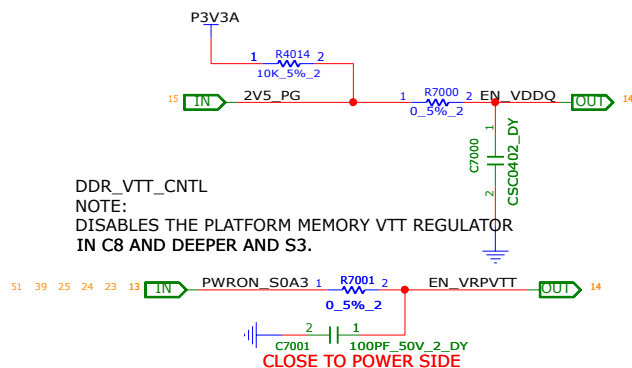 P3V3A
1 R4014 2
10K_5%_2
15 IN 2V5_PG 1 R7000 2 EN_VDDQ OUT 14
0_5%_2
1
C7000
CSC0402_DY
2
DDR_VTT_CNTL
NOTE:
DISABLES THE PLATFORM MEMORY VTT REGULATOR
IN C8 AND DEEPER AND S3.
51 39 25 24 23 13 IN PWRON_S0A3 1 R7001 2 EN_VRPVTT OUT 14
0_5%_2
2 1
C7001 100PF_50V_2_DY
CLOSE TO POWER SIDE